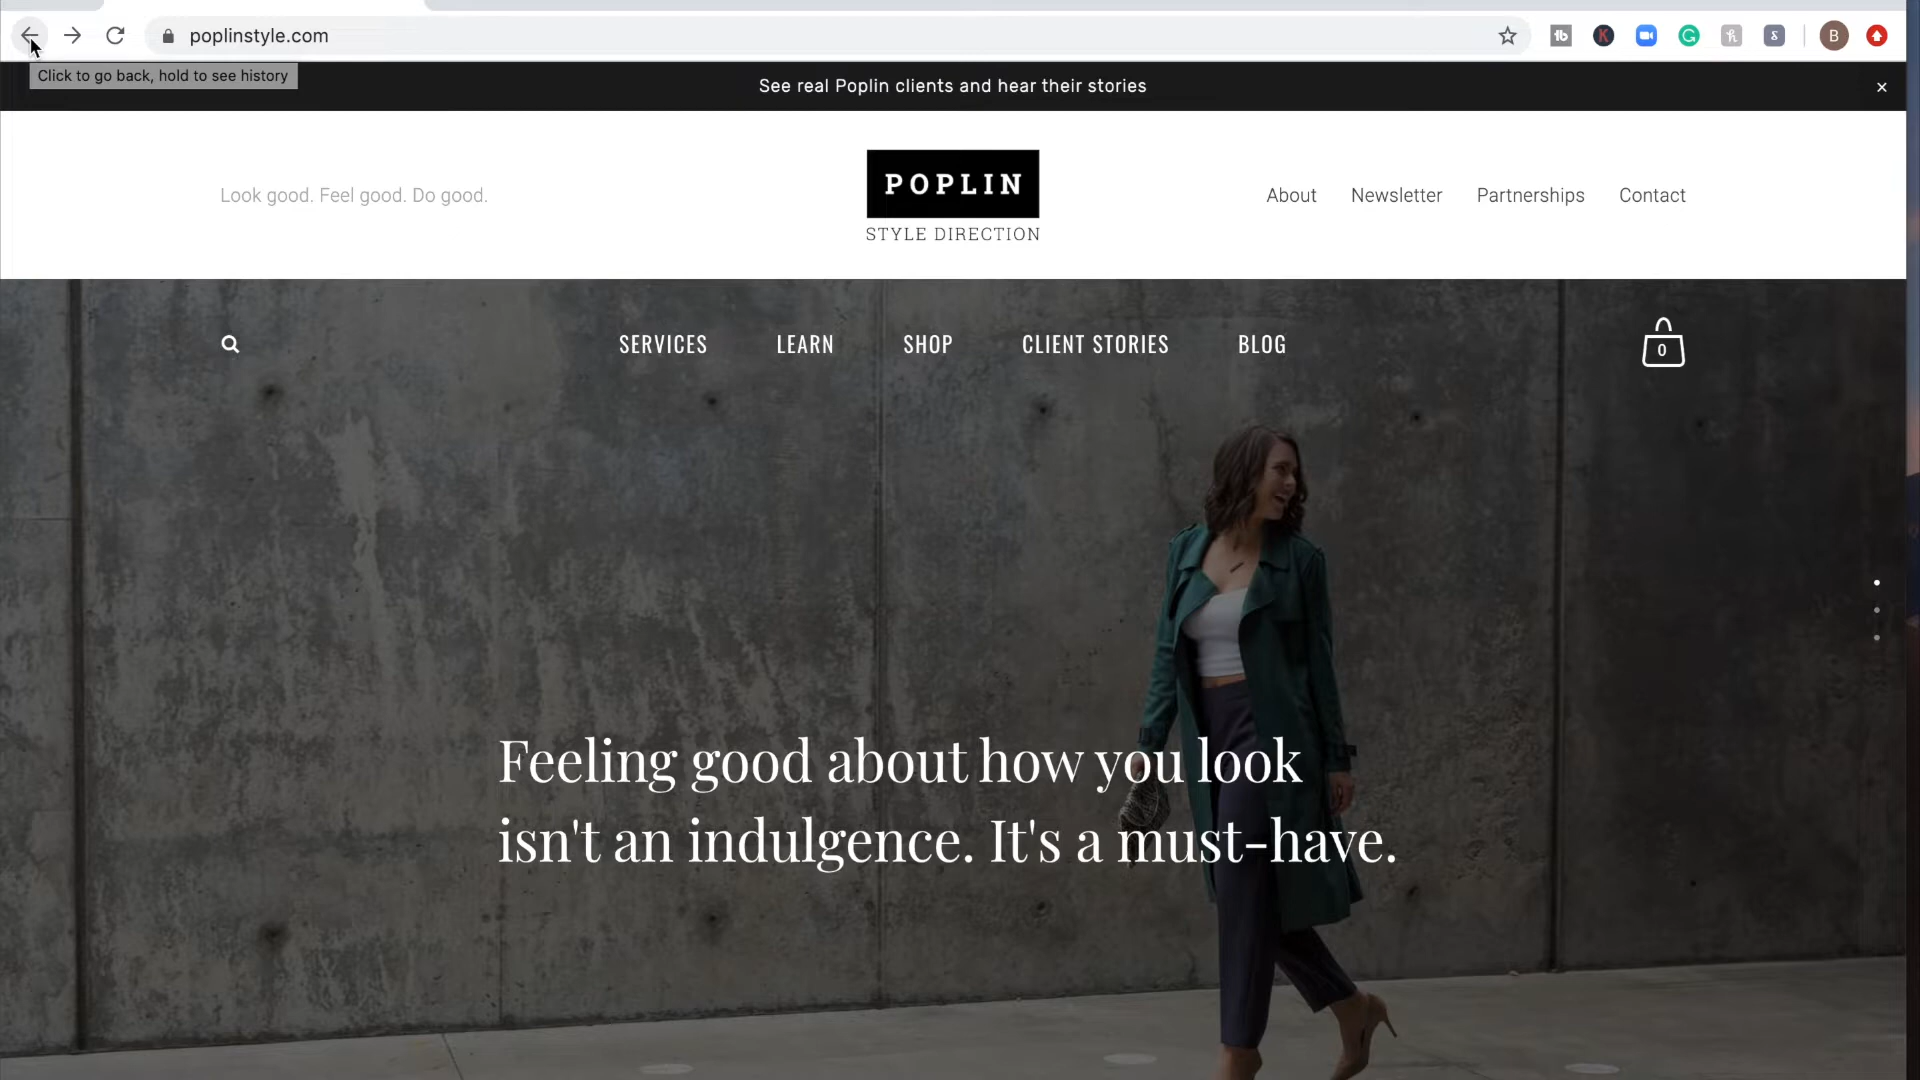 poplinstyle.com
B
Click to go back, hold to see history
See real Poplin clients and hear their stories
Look good. Feel good. Do good.
POPLIN
STYLE DIRECTION
About Newsletter Partnerships Contact
SERVICES LEARN SHOP CLIENT STORIES BLOG
0
Feeling good about how you look
isn't an indulgence. It's a must-have.